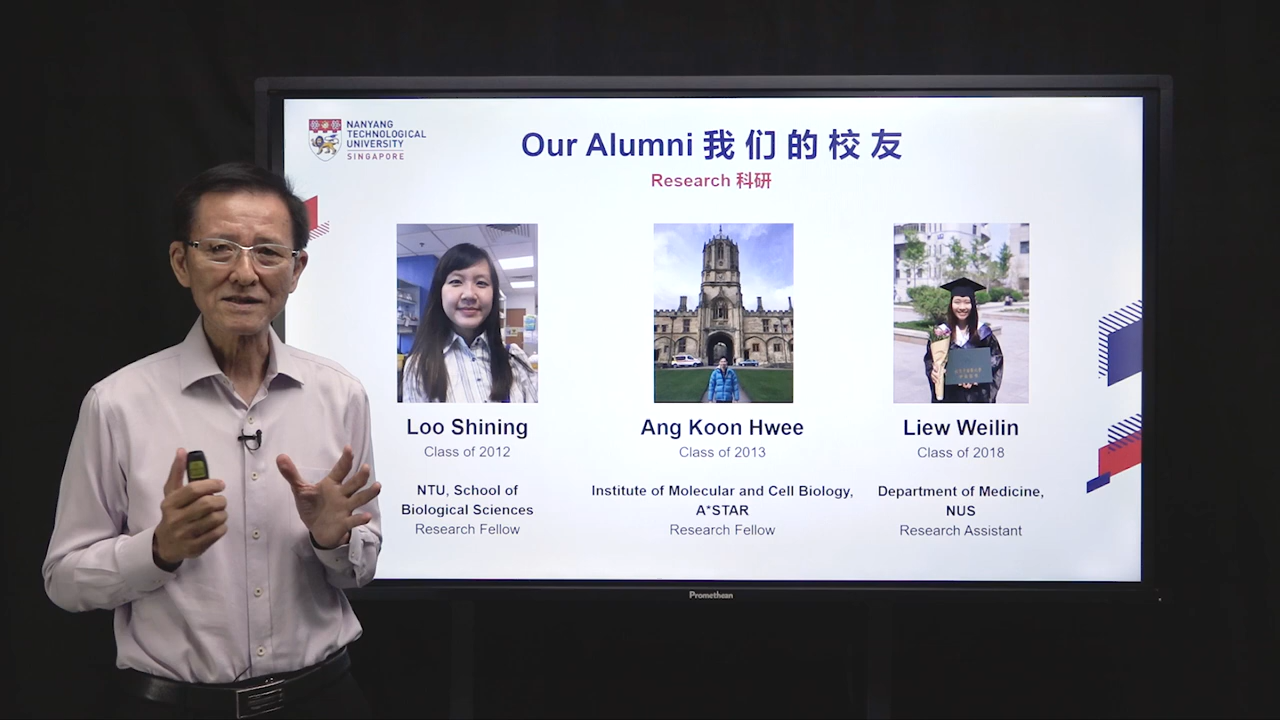 NANYANG
TECHNOLOGICAL
UNIVERSITY
SINGAPORE
Our Alumni 我们的校友
Research 科研
Loo Shining
Class of 2012
NTU, School of
Biological Sciences
Research Fellow
Ang Koon Hwee
Class of 2013
Institute of Molecular and Cell Biology,
A*STAR
Research Fellow
Liew Weilin
Class of 2018
Department of Medicine,
NUS
Research Assistant
Promethean